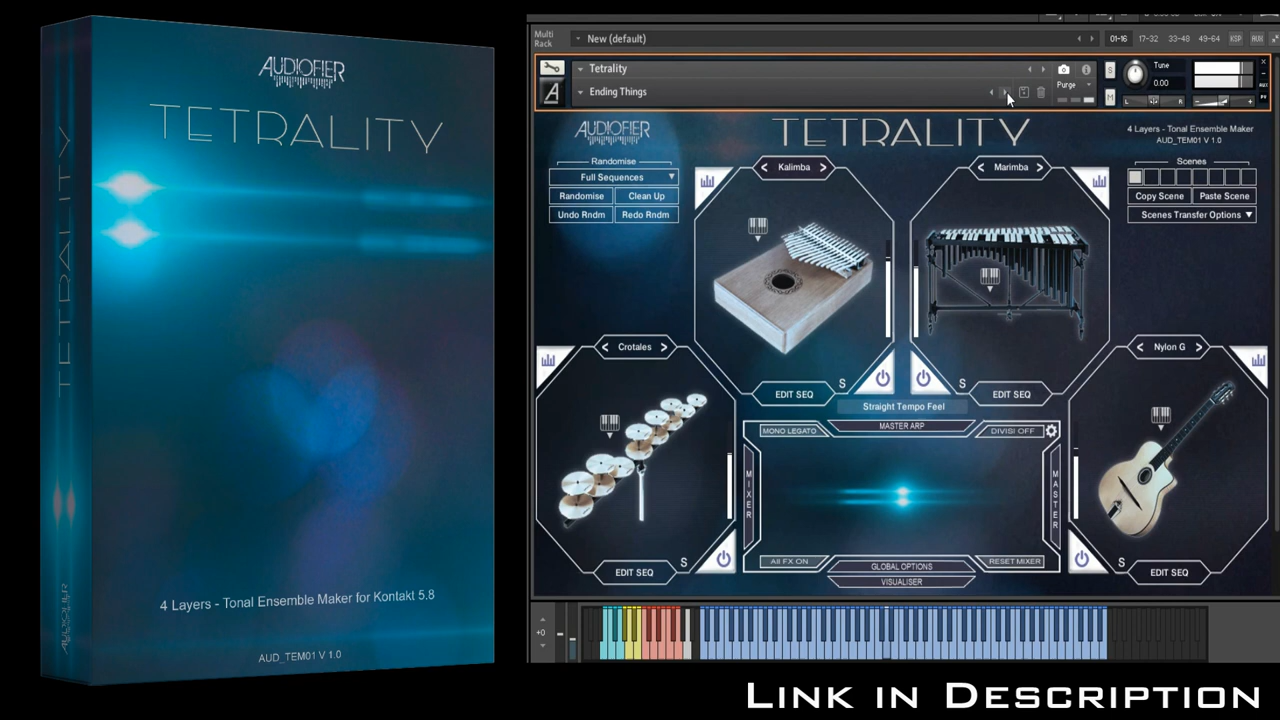 AUDIOFIER
TETRALITY
TETRALITY
4 Layers - Tonal Ensemble Maker for Kontakt 5.8
AUD_TEM01 V 1.0
AUDIOFIER
Multi
Rack
New (default)
01-16 17-32 33-48 49-64 KSP AUX
Tetrality
Ending Things
Purge
S
M
Tune
0.00
L R
- +
AUX
PV
AUDIOFIER
TETRALITY
4 Layers - Tonal Ensemble Maker
AUD_TEM01 V 1.0
Randomise
Full Sequences
Randomise Clean Up
Undo Rndm Redo Rndm
< Kalimba >
< Marimba >
Scenes
Copy Scene Paste Scene
Scenes Transfer Options
< Crotales >
< Nylon G >
EDIT SEQ S
S EDIT SEQ
Straight Tempo Feel
MONO LEGATO MASTER ARP DIVISI OFF
MIXER
MASTER
All FX ON GLOBAL OPTIONS RESET MIXER
VISUALISER
EDIT SEQ S
S EDIT SEQ
+0
LINK IN DESCRIPTION